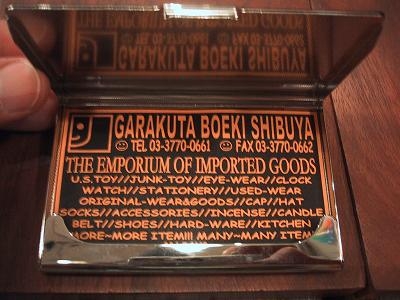 GARAKUTA BOEKI SHIBUYA
TEL 03-3770-0661 FAX 03-3770-0662
THE EMPORIUM OF IMPORTED GOODS
U.S.TOY//JUNK-TOY//EYE-WEAR//CLOCK
WATCH//STATIONERY//USED-WEAR
ORIGINAL-WEAR&GOODS//CAP//HAT
SOCKS//ACCESSORIES//INCENSE//CANDLE
BELT//SHOES//HARD-WARE//KITCHEN
MORE~MORE ITEM!!! MANY~MANY ITEM